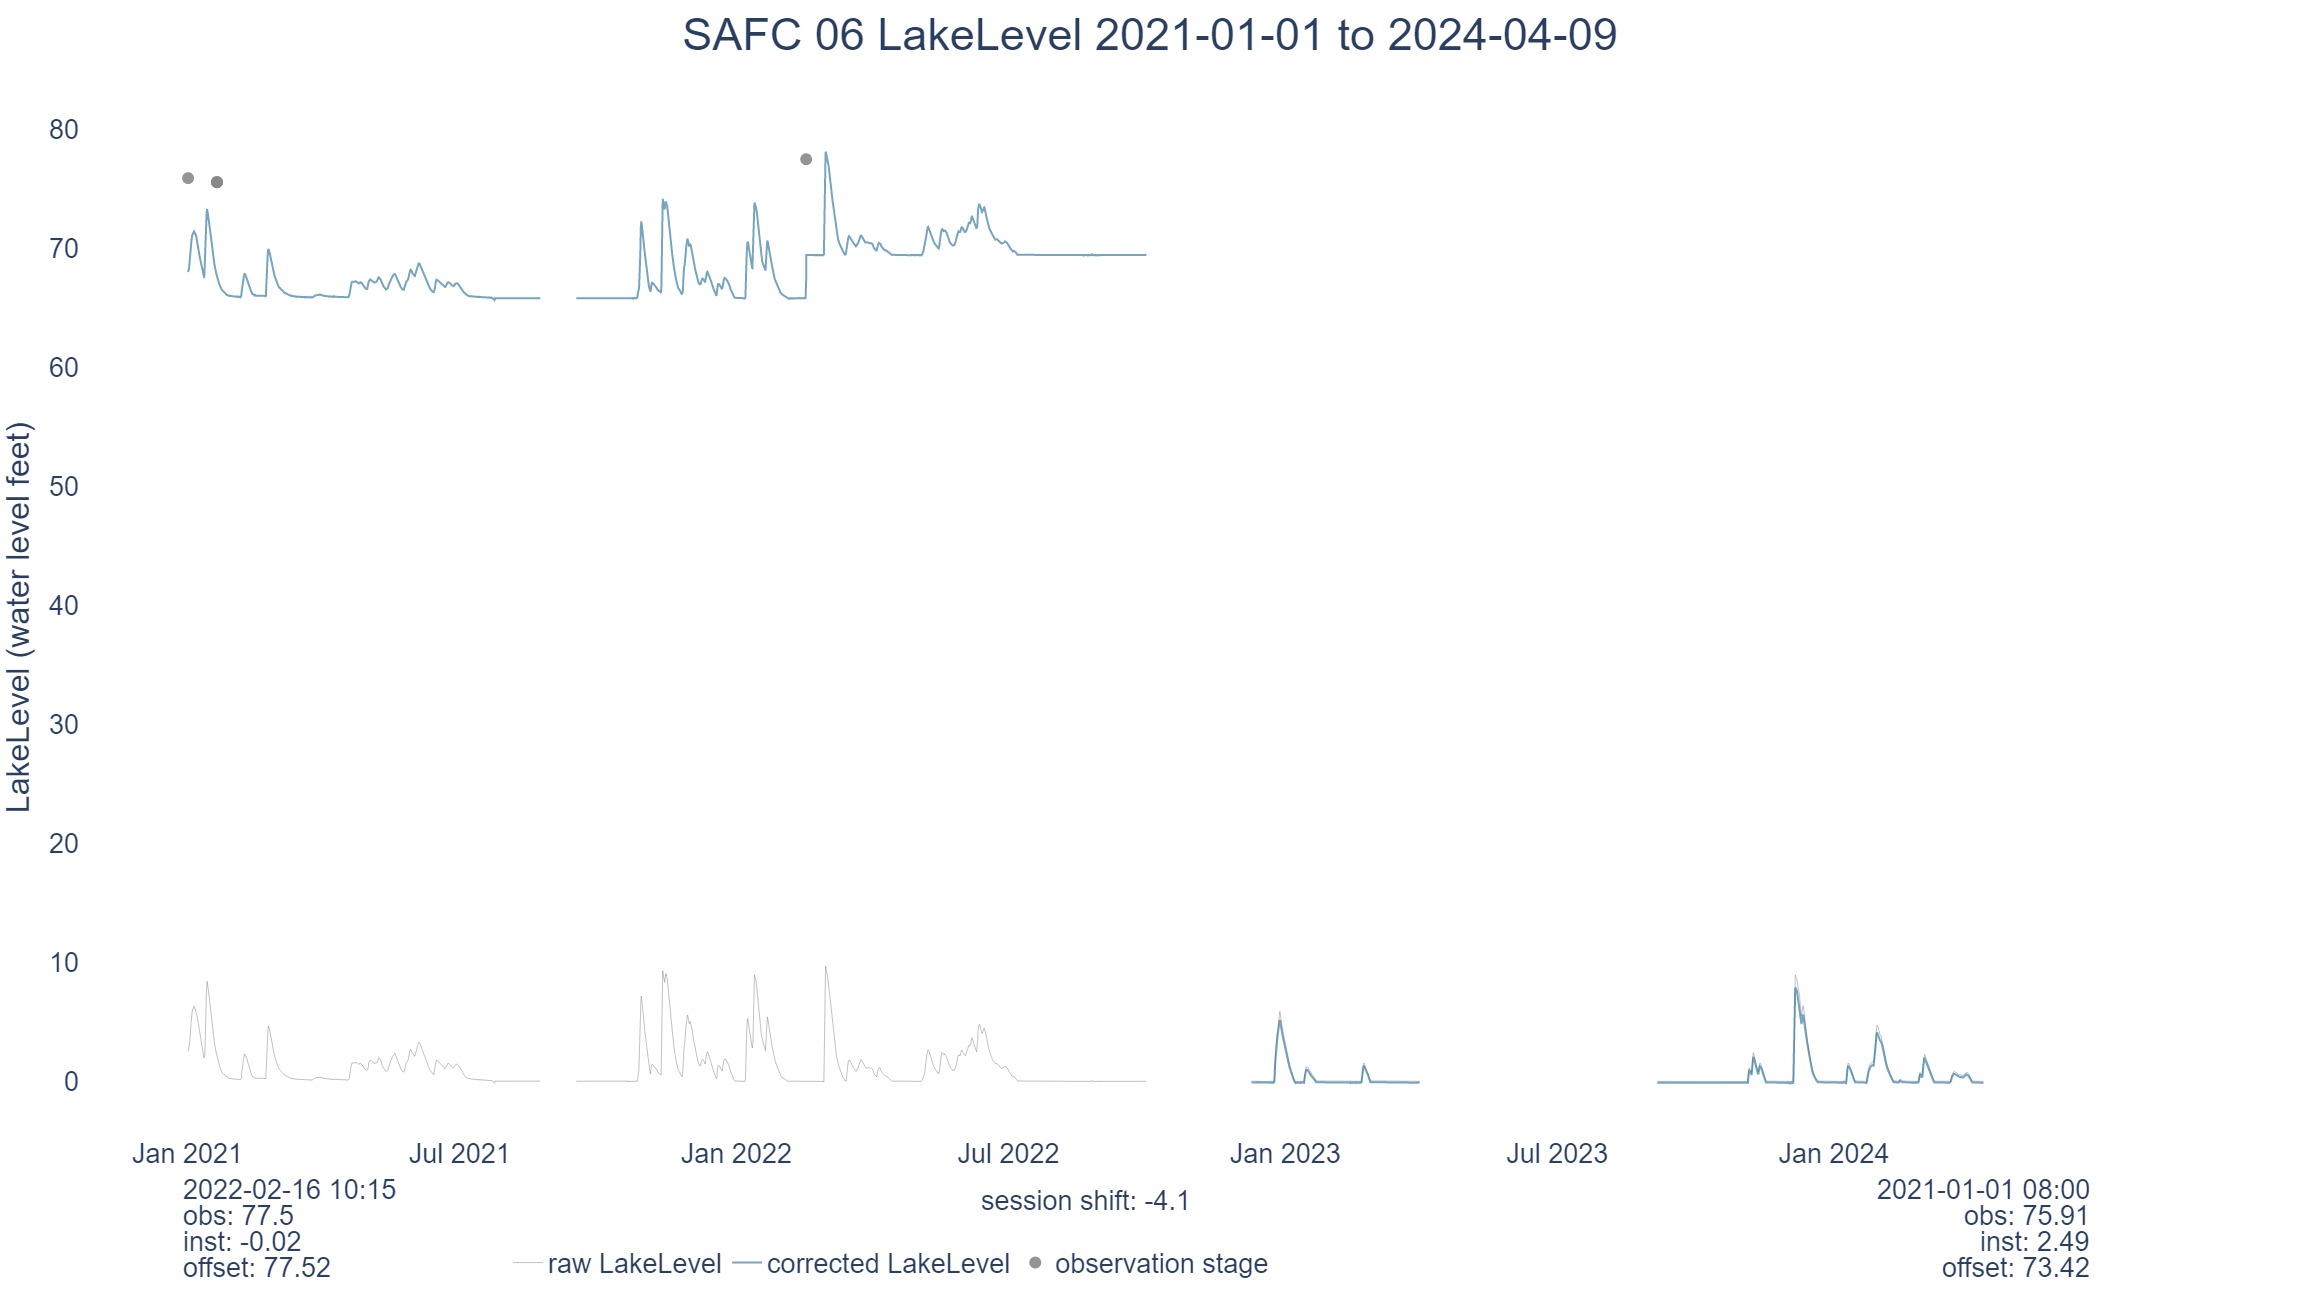 SAFC 06 LakeLevel 2021-01-01 to 2024-04-09
LakeLevel (water level feet)
80
70
60
50
40
30
20
10
0
Jan 2021
Jul 2021
Jan 2022
Jul 2022
Jan 2023
Jul 2023
Jan 2024
2022-02-16 10:15
obs: 77.5
inst: -0.02
offset: 77.52
session shift: -4.1
2021-01-01 08:00
obs: 75.91
inst: 2.49
offset: 73.42
raw LakeLevel
corrected LakeLevel
observation stage